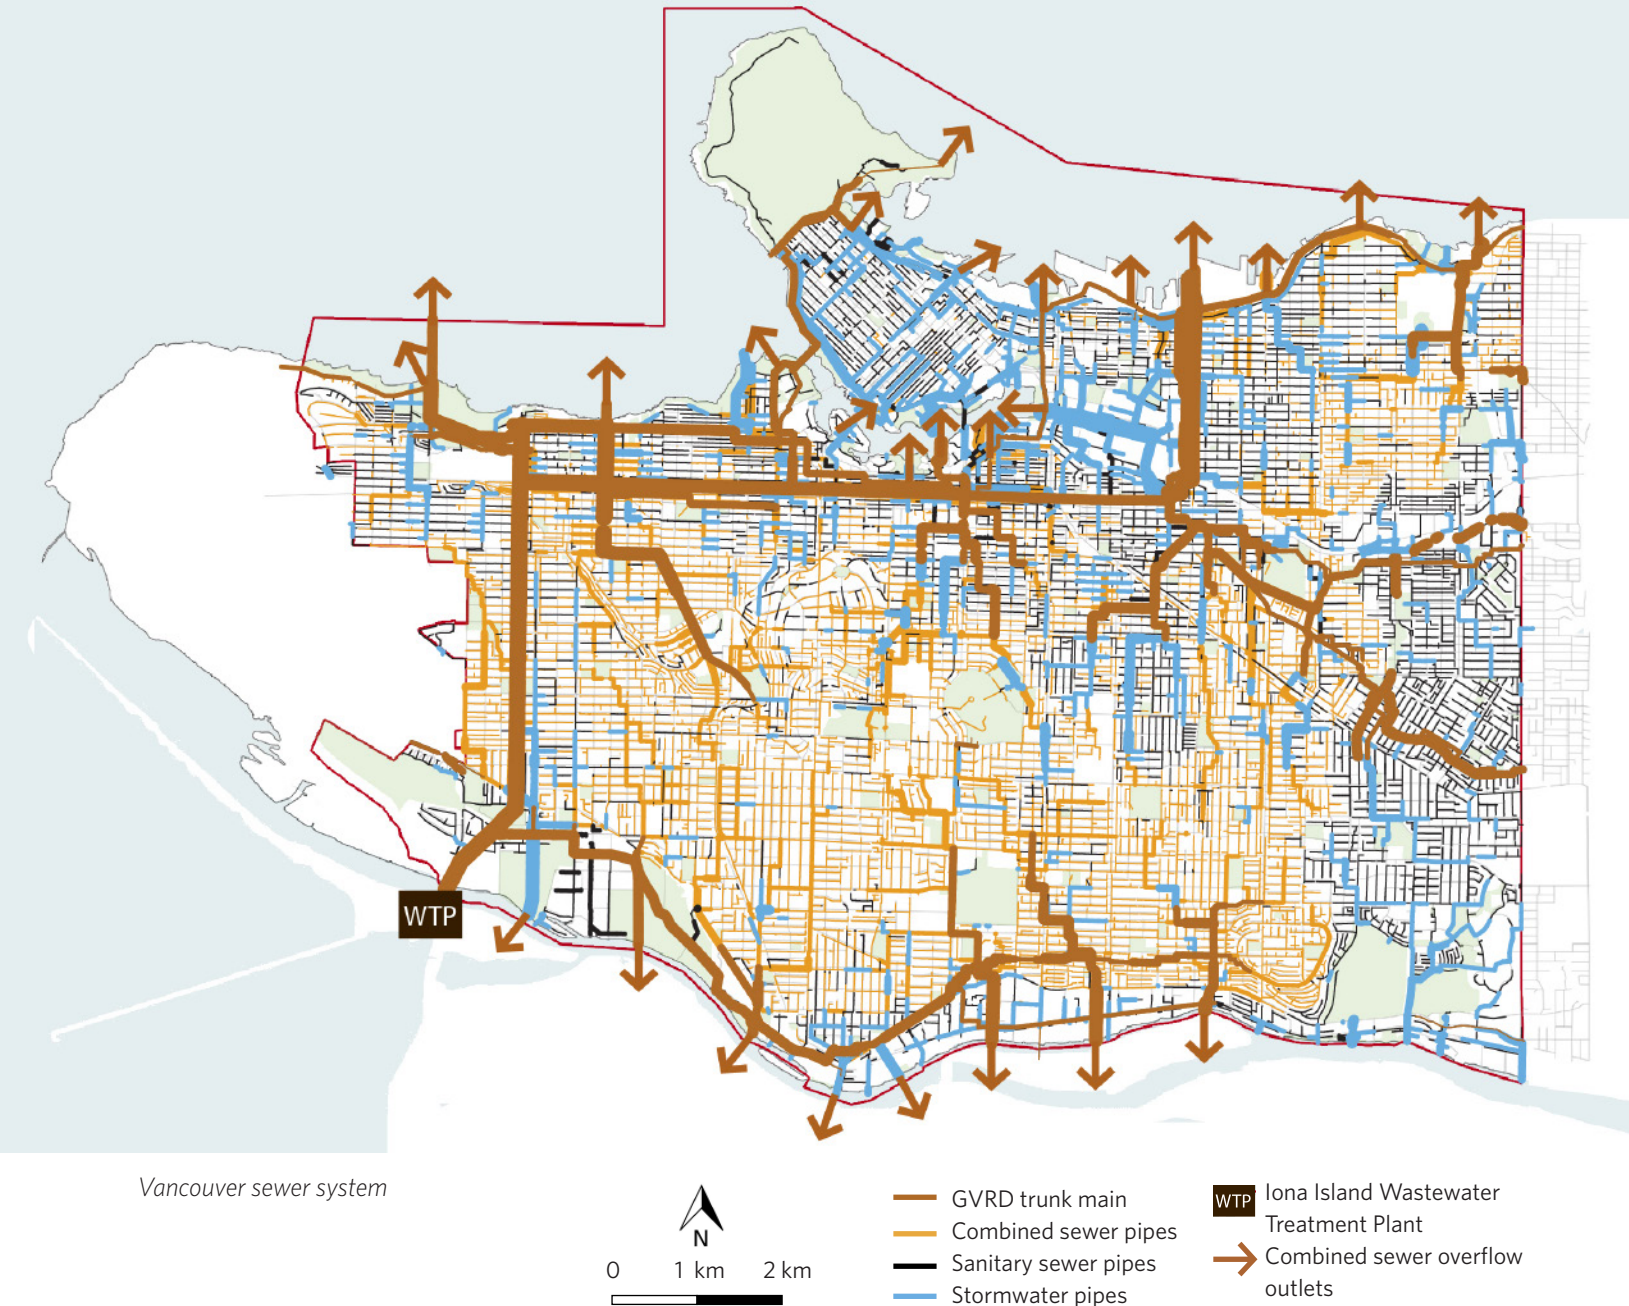 WTP
Vancouver sewer system
N
0 1 km 2 km
GVRD trunk main
Combined sewer pipes
Sanitary sewer pipes
Stormwater pipes
WTP Iona Island Wastewater
Treatment Plant
Combined sewer overflow
outlets